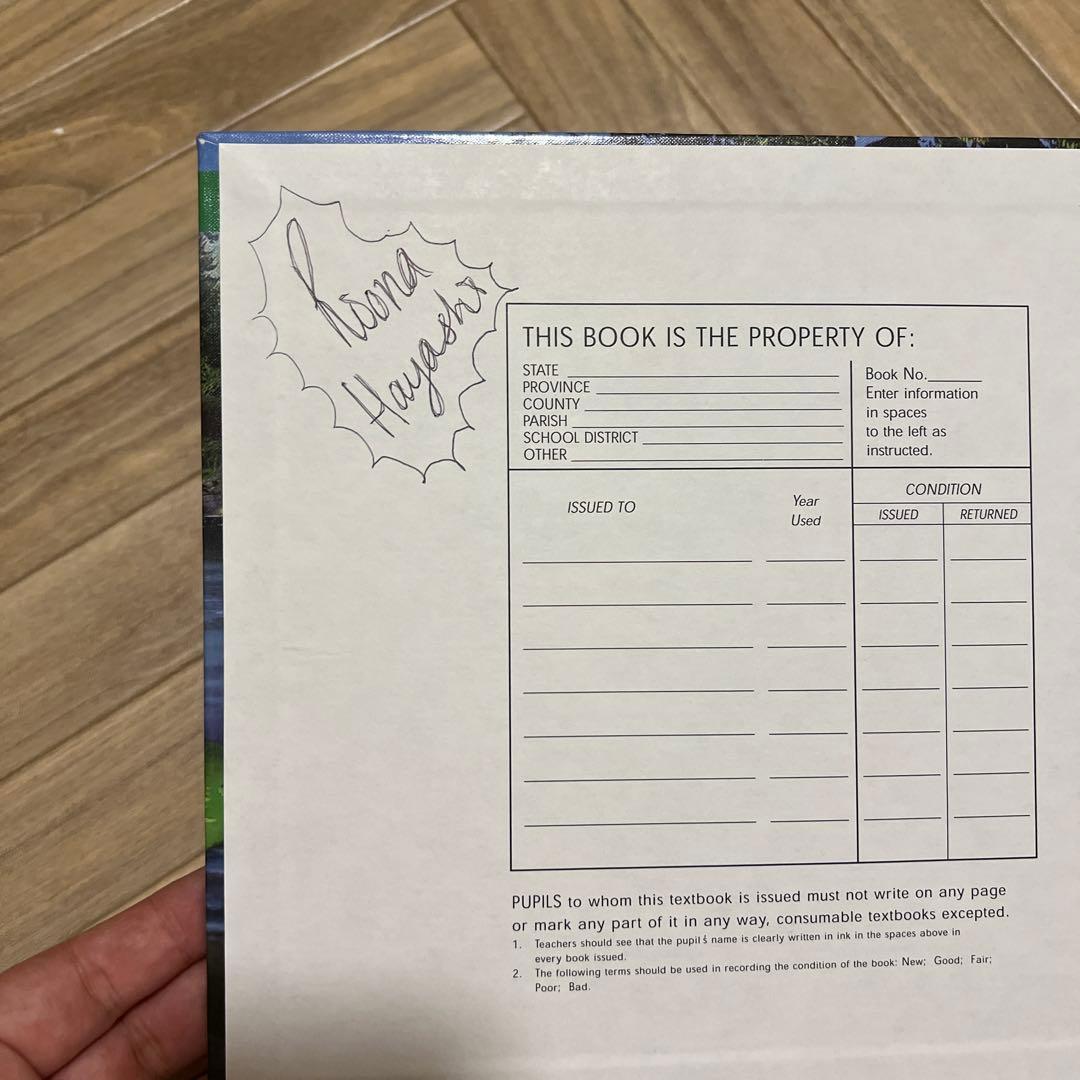 Hayashi
THIS BOOK IS THE PROPERTY OF:
STATE
PROVINCE
COUNTY
PARISH
SCHOOL DISTRICT
OTHER
Book No.
Enter information
in spaces
to the left as
instructed.
ISSUED TO
Year
Used
CONDITION
ISSUED
RETURNED
PUPILS to whom this textbook is issued must not write on any page
or mark any part of it in any way, consumable textbooks excepted.
1. Teachers should see that the pupil's name is clearly written in ink in the spaces above in
every book issued.
2. The following terms should be used in recording the condition of the book: New; Good; Fair;
Poor; Bad.